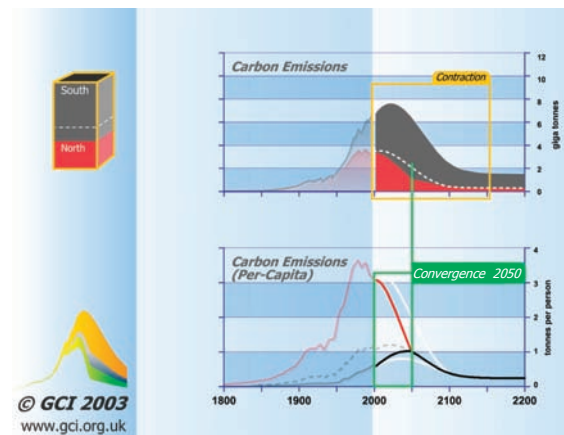 South
North
© GCI 2003
www.gci.org.uk
Carbon Emissions
Contraction
12
10
8
6
4
2
0
giga tonnes
Carbon Emissions
(Per-Capita)
Convergence 2050
4
3
2
1
0
tonnes per person
1800 1900 2000 2100 2200